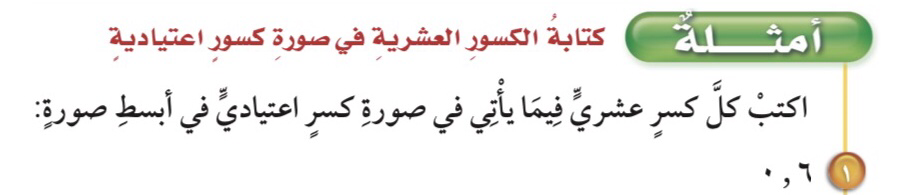 أمثلةٌ كتابةُ الكسورِ العشريةِ في صورةِ كسورٍ اعتياديةٍ
اكتبْ كلَّ كسرٍ عشريٍّ فِيمَا يأْتِي في صورةِ كسرٍ اعتياديٍّ في أبسطِ صورةٍ:
١ ٠,٦